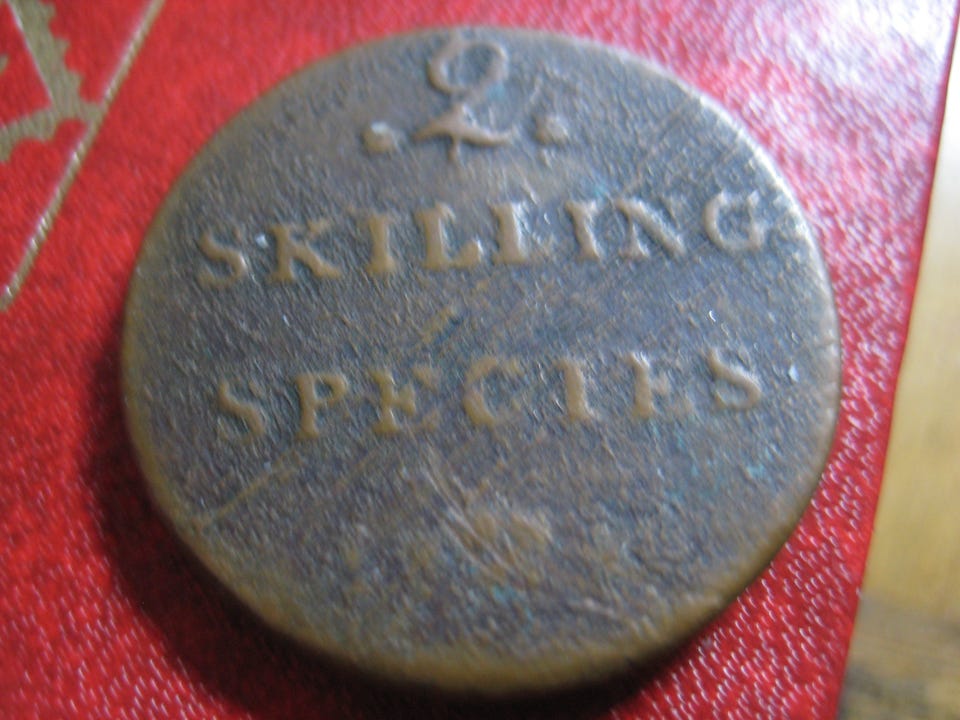 .2.
SKILLING
SPECIES